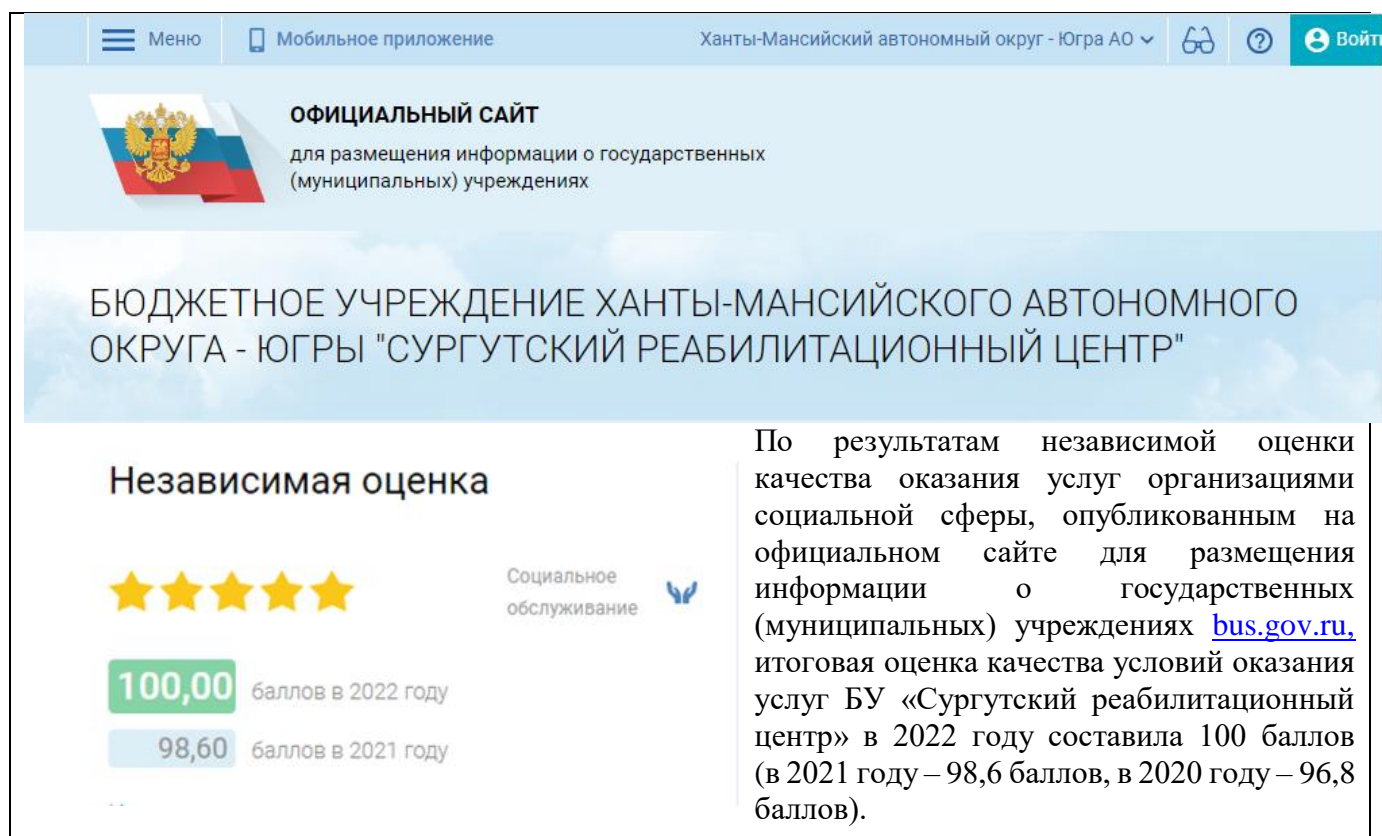 Меню
Мобильное приложение
Ханты-Мансийский автономный округ - Югра АО
ОФИЦИАЛЬНЫЙ САЙТ
для размещения информации о государственных
(муниципальных) учреждениях
БЮДЖЕТНОЕ УЧРЕЖДЕНИЕ ХАНТЫ-МАНСИЙСКОГО АВТОНОМНОГО
ОКРУГА - ЮГРЫ "СУРГУТСКИЙ РЕАБИЛИТАЦИОННЫЙ ЦЕНТР"
Независимая оценка
Социальное
обслуживание
100,00 баллов в 2022 году
98,60 баллов в 2021 году
По результатам независимой оценки
качества оказания услуг организациями
социальной сферы, опубликованным на
официальном сайте для размещения
информации о государственных
(муниципальных) учреждениях bus.gov.ru,
итоговая оценка качества условий оказания
услуг БУ «Сургутский реабилитационный
центр» в 2022 году составила 100 баллов
(в 2021 году – 98,6 баллов, в 2020 году – 96,8
баллов).